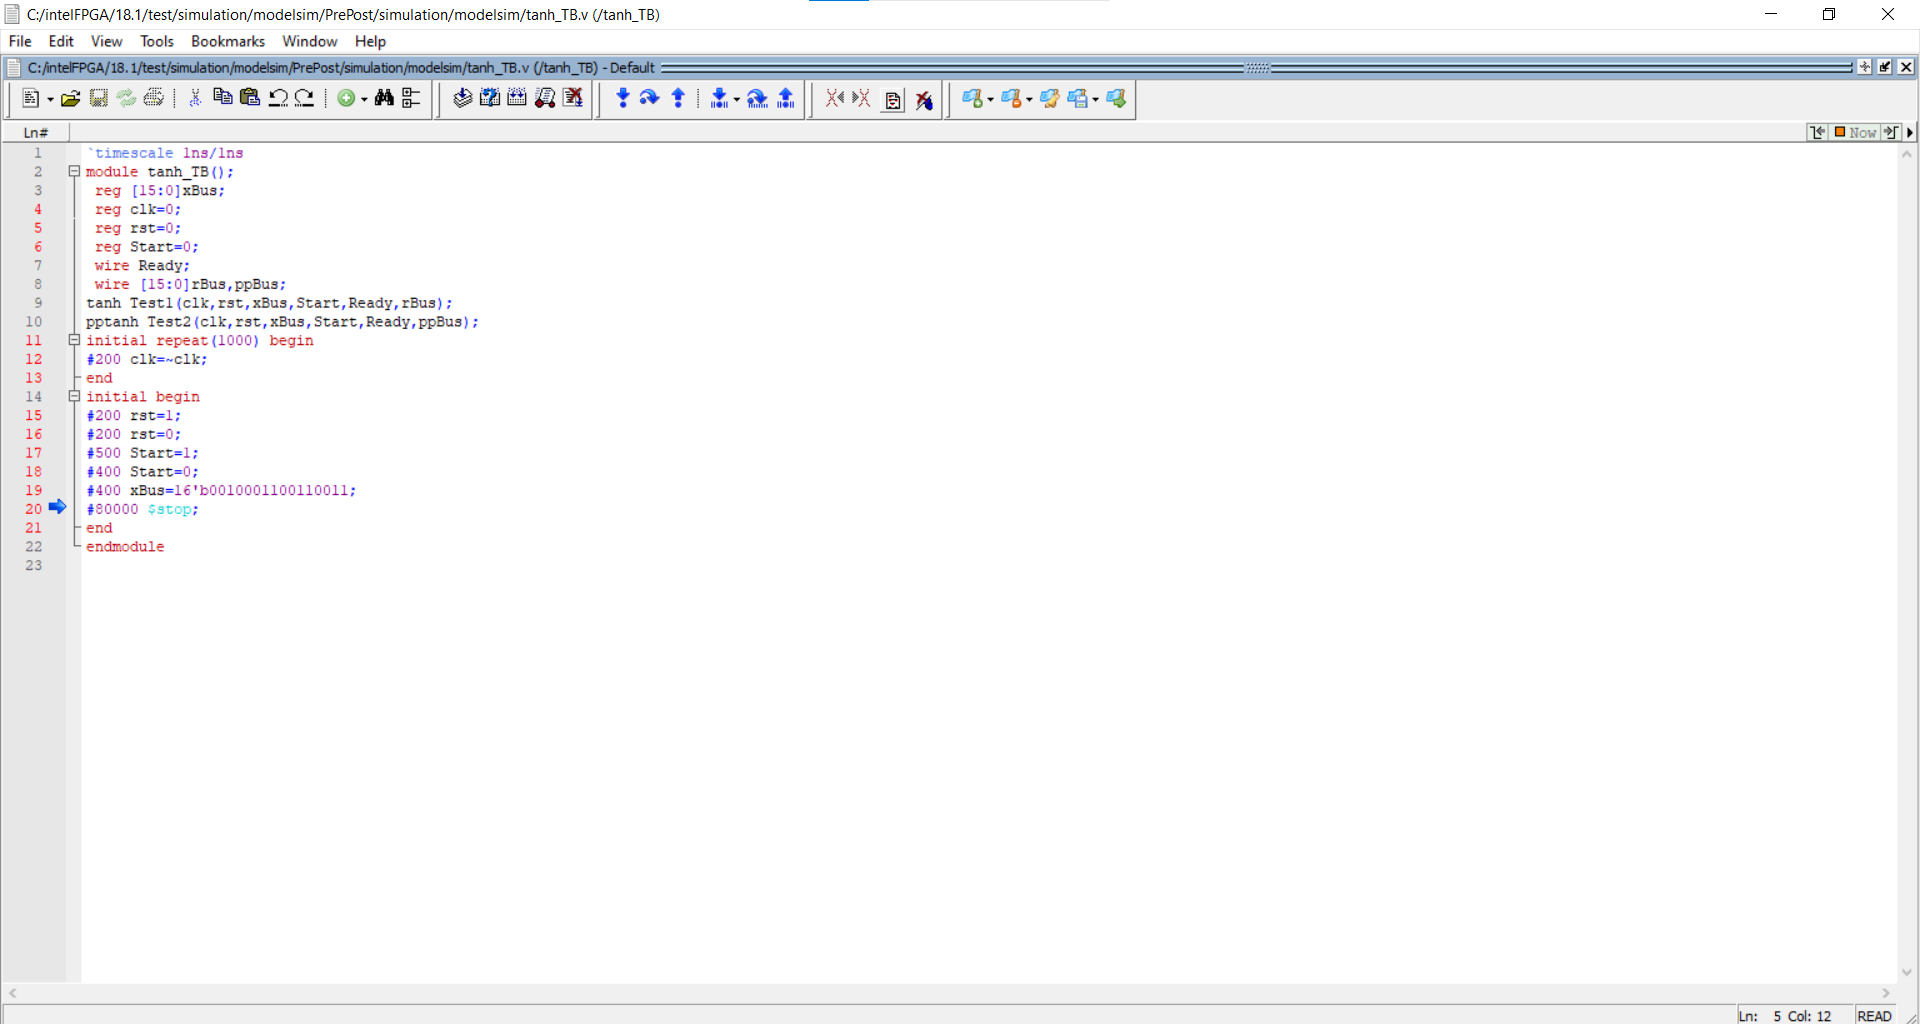 C:/intelFPGA/18.1/test/simulation/modelsim/PrePost/simulation/modelsim/tanh_TB.v (/tanh_TB)
File Edit View Tools Bookmarks Window Help
C:/intelFPGA/18.1/test/simulation/modelsim/PrePost/simulation/modelsim/tanh_TB.v (/tanh_TB) - Default
Ln# Now
1 `timescale 1ns/1ns
2 module tanh_TB();
3 reg [15:0]xBus;
4 reg clk=0;
5 reg rst=0;
6 reg Start=0;
7 wire Ready;
8 wire [15:0]rBus,ppBus;
9 tanh Test1(clk,rst,xBus,Start,Ready,rBus);
10 pptanh Test2(clk,rst,xBus,Start,Ready,ppBus);
11 initial repeat(1000) begin
12 #200 clk=~clk;
13 end
14 initial begin
15 #200 rst=1;
16 #200 rst=0;
17 #500 Start=1;
18 #400 Start=0;
19 #400 xBus=16'b0010001100110011;
20 #80000 $stop;
21 end
22 endmodule
23
Ln: 5 Col: 12 READ